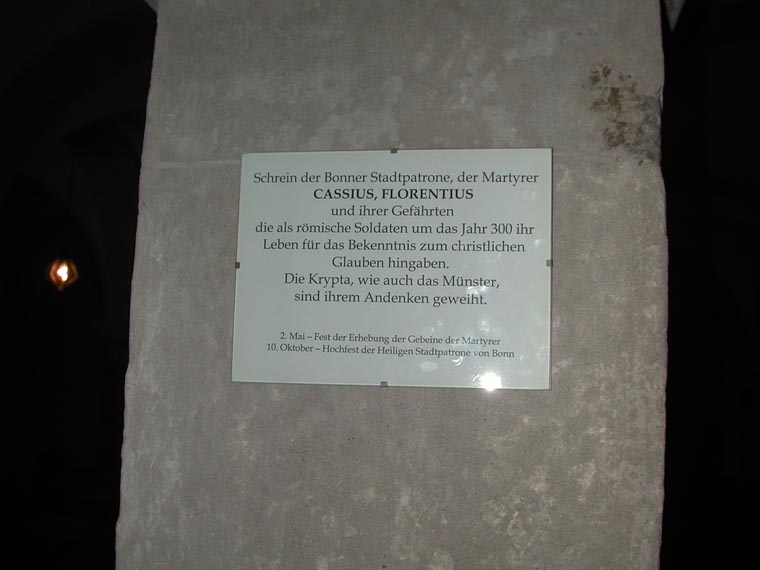 Schrein der Bonner Stadtpatrone, der Martyrer
CASSIUS, FLORENTIUS
und ihrer Gefährten
die als römische Soldaten um das Jahr 300 ihr
Leben für das Bekenntnis zum christlichen
Glauben hingaben.
Die Krypta, wie auch das Münster,
sind ihrem Andenken geweiht.
2. Mai – Fest der Erhebung der Gebeine der Martyrer
10. Oktober – Hochfest der Heiligen Stadtpatrone von Bonn